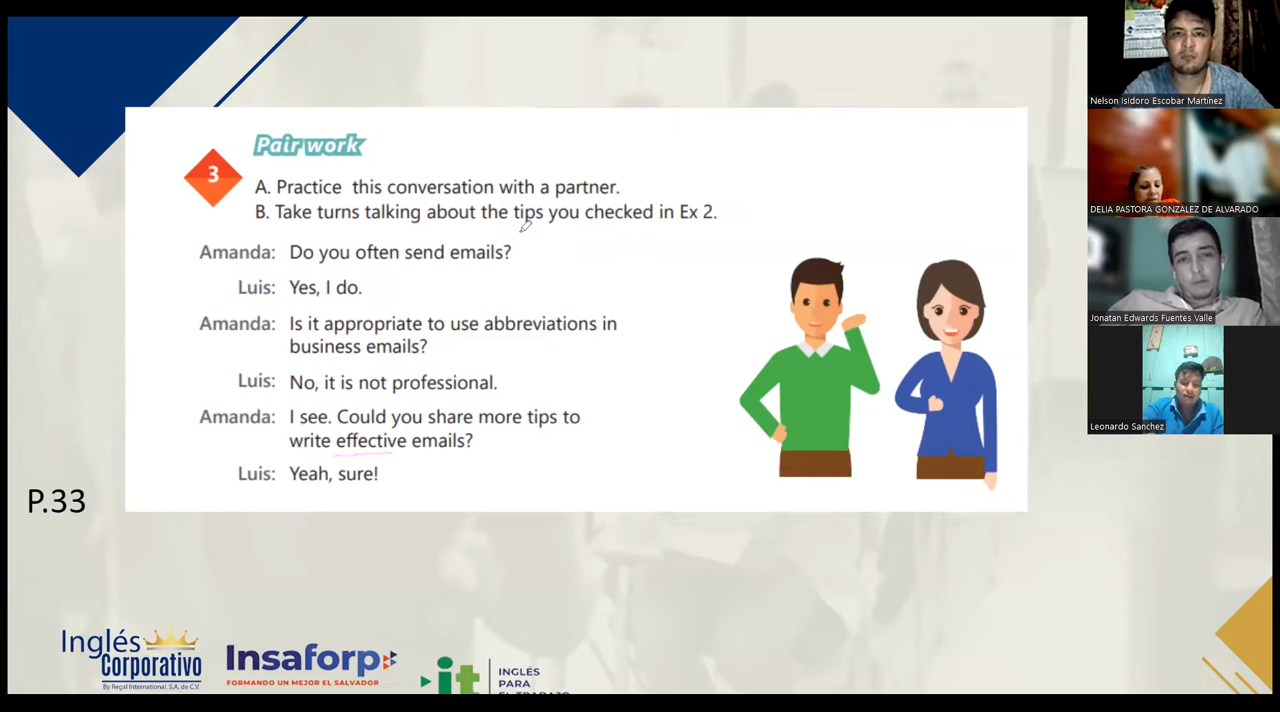 Pair work
3
A. Practice this conversation with a partner.
B. Take turns talking about the tips you checked in Ex 2.
Amanda: Do you often send emails?
Luis: Yes, I do.
Amanda: Is it appropriate to use abbreviations in
business emails?
Luis: No, it is not professional.
Amanda: I see. Could you share more tips to
write effective emails?
Luis: Yeah, sure!
P.33
Inglés
Corporativo
By Regal International, S.A. de C.V.
Insaforp
FORMANDO UN MEJOR EL SALVADOR
it
INGLÉS
PARA
EL TRABAJO
Nelson Isidoro Escobar Martínez
DELIA PASTORA GONZALEZ DE ALVARADO
Jonatan Edwards Fuentes Valle
Leonardo Sanchez